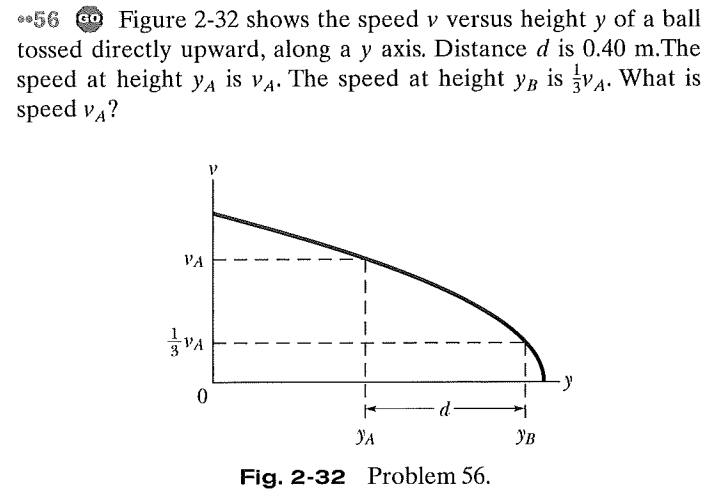 ••56 GO Figure 2-32 shows the speed v versus height y of a ball
tossed directly upward, along a y axis. Distance d is 0.40 m.The
speed at height yA is vA. The speed at height yB is 1/3 vA. What is
speed vA?
v
vA
1/3 vA
0
y
d
yA yB
Fig. 2-32 Problem 56.